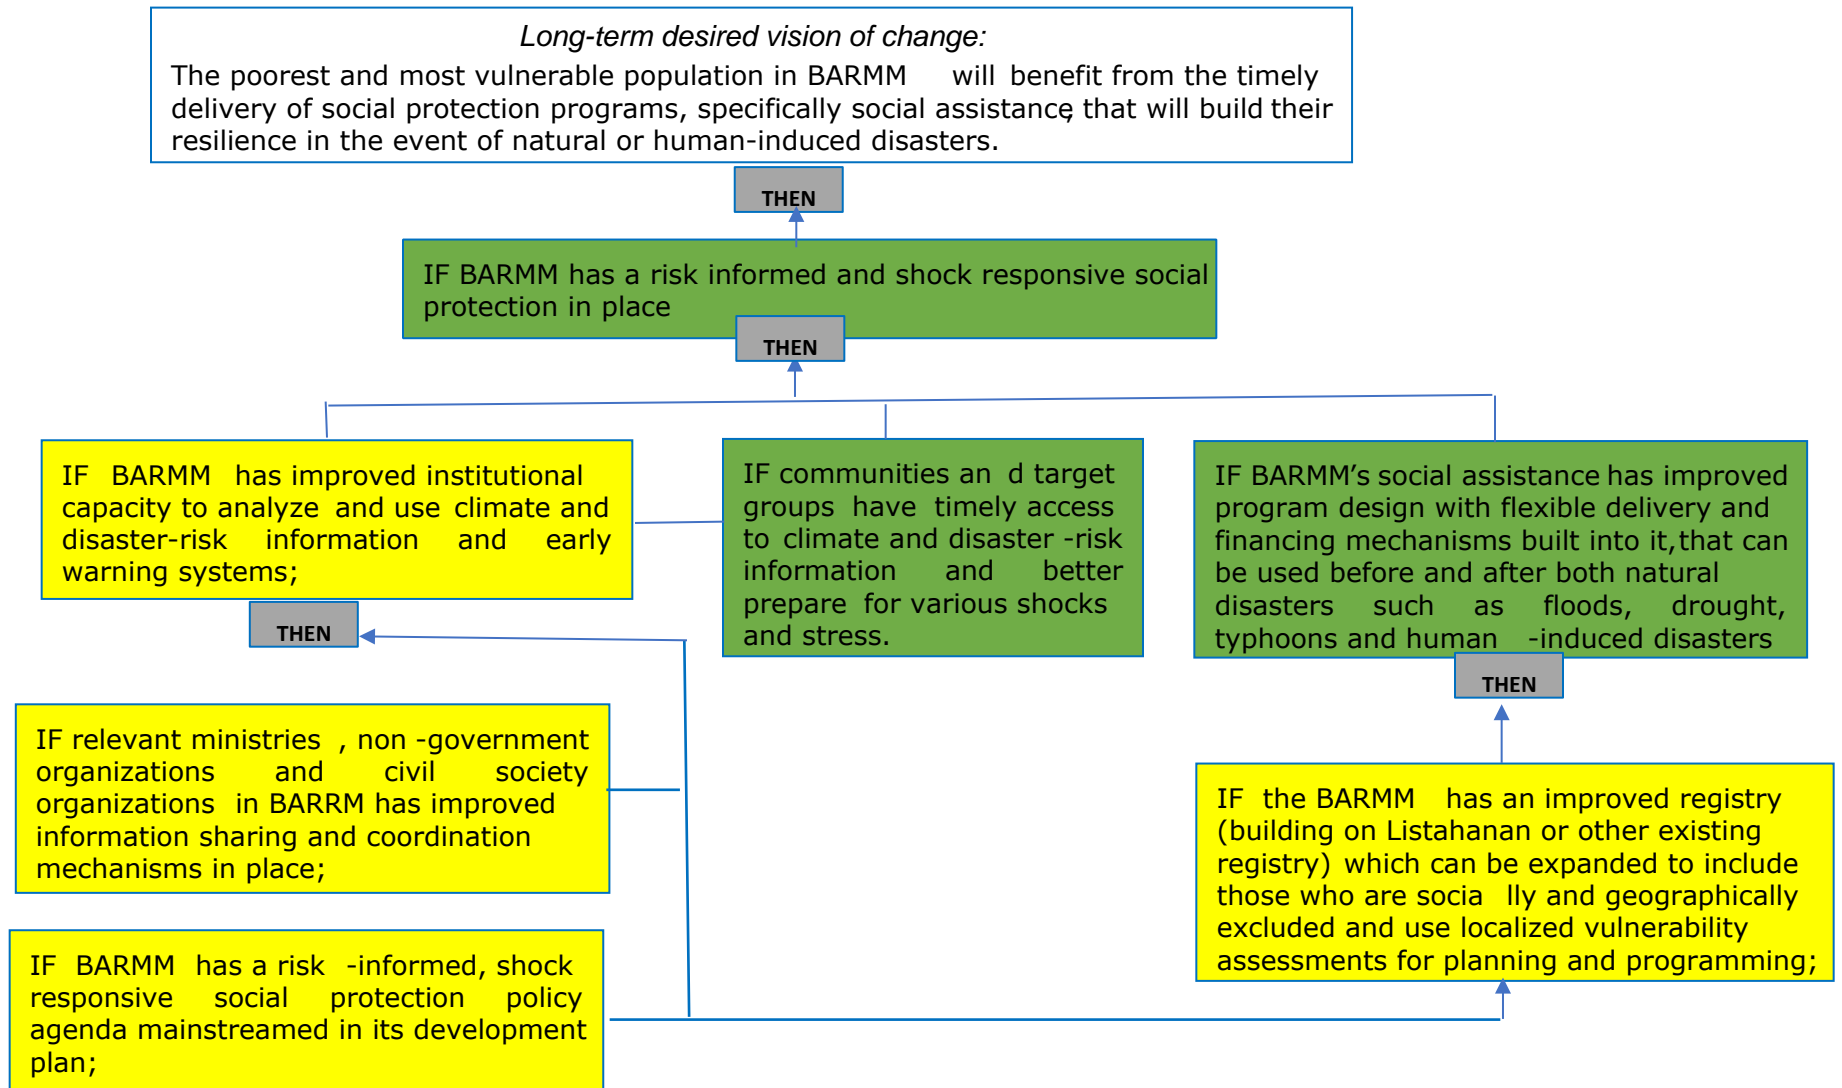 Long-term desired vision of change:
The poorest and most vulnerable population in BARMM will benefit from the timely
delivery of social protection programs, specifically social assistance, that will build their
resilience in the event of natural or human-induced disasters.
THEN
IF BARMM has a risk informed and shock responsive social
protection in place
THEN
IF BARMM has improved institutional
capacity to analyze and use climate and
disaster-risk information and early
warning systems;
THEN
IF communities an d target
groups have timely access
to climate and disaster -risk
information and better
prepare for various shocks
and stress.
IF BARMM’s social assistance has improved
program design with flexible delivery and
financing mechanisms built into it, that can
be used before and after both natural
disasters such as floods, drought,
typhoons and human -induced disasters
THEN
IF relevant ministries , non -government
organizations and civil society
organizations in BARRM has improved
information sharing and coordination
mechanisms in place;
IF the BARMM has an improved registry
(building on Listahanan or other existing
registry) which can be expanded to include
those who are socia lly and geographically
excluded and use localized vulnerability
assessments for planning and programming;
IF BARMM has a risk -informed, shock
responsive social protection policy
agenda mainstreamed in its development
plan;